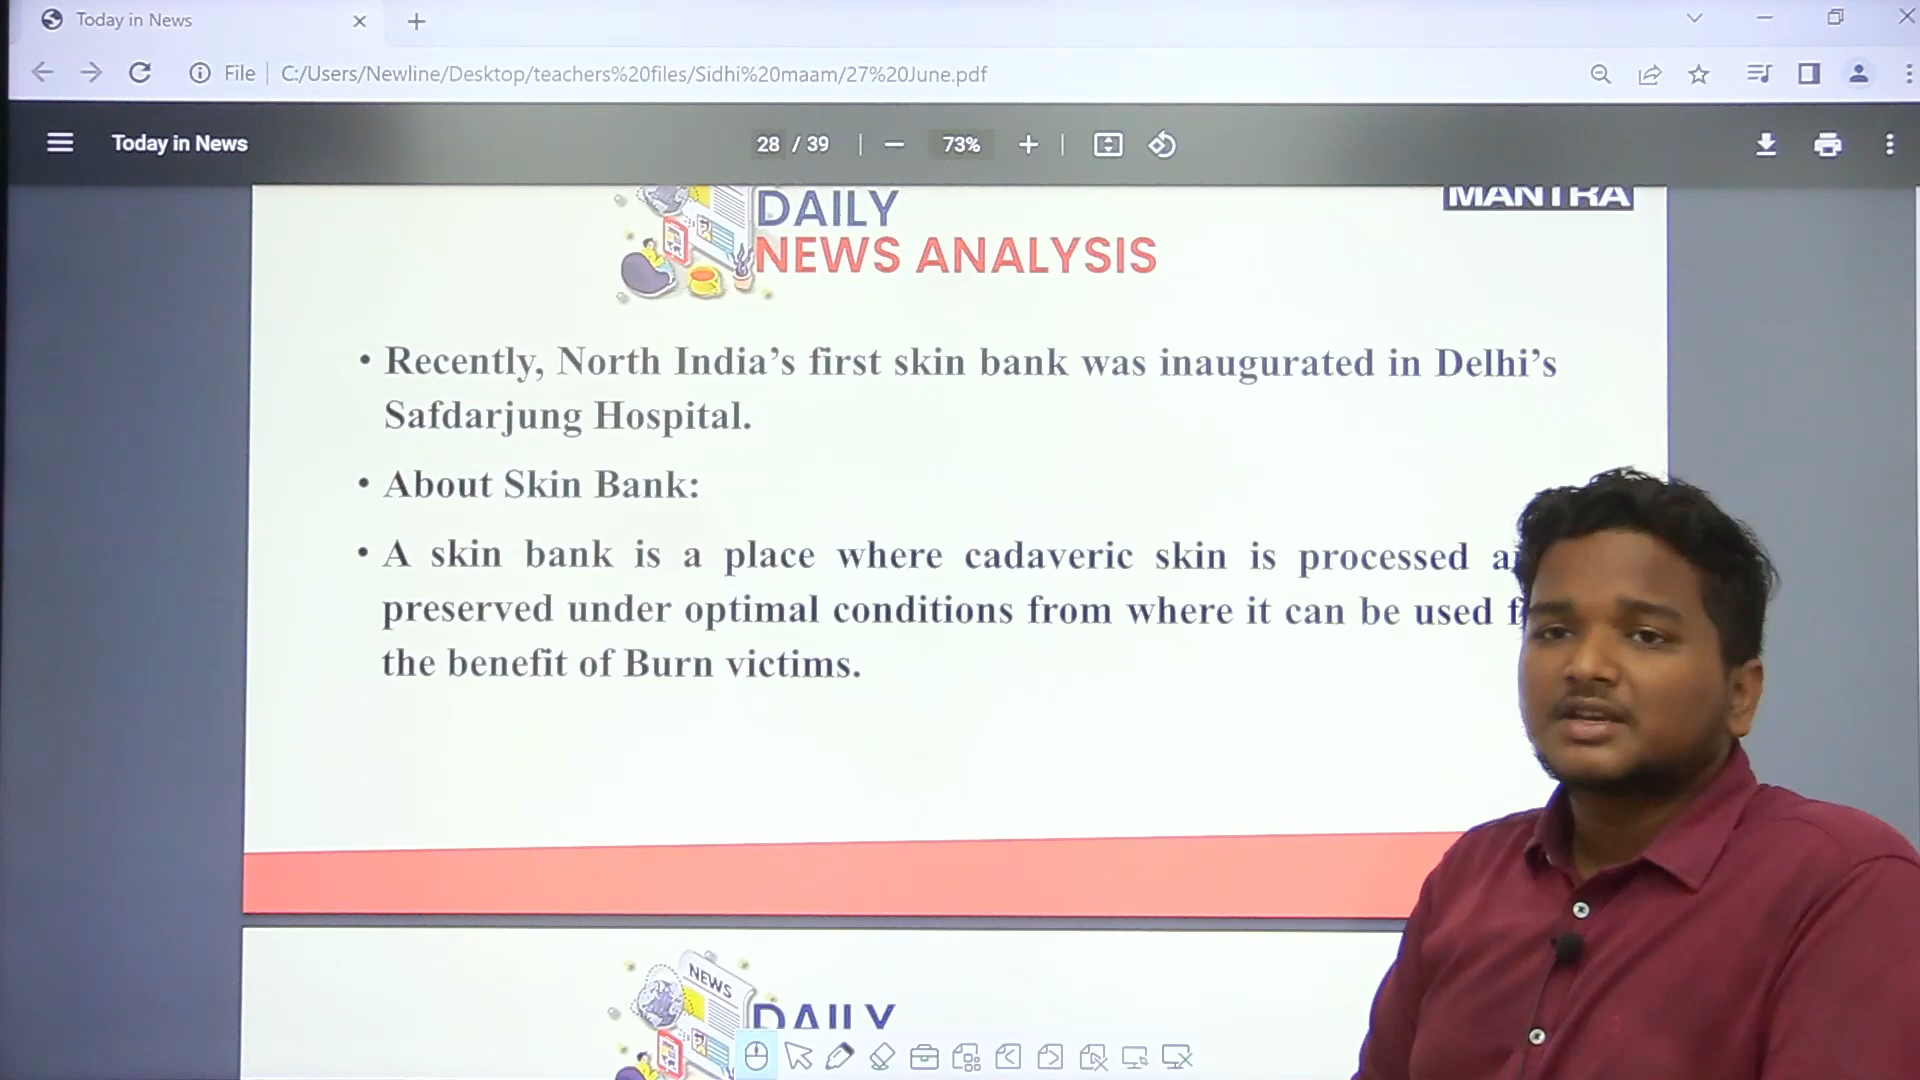 Today in News
File
C:/Users/Newline/Desktop/teachers%20files/Sidhi%20maam/27%20June.pdf
Today in News
28 / 39
73%
DAILY
MANTRA
NEWS ANALYSIS
• Recently, North India’s first skin bank was inaugurated in Delhi’s
Safdarjung Hospital.
• About Skin Bank:
• A skin bank is a place where cadaveric skin is processed
preserved under optimal conditions from where it can be used
the benefit of Burn victims.
NEWS
DAILY